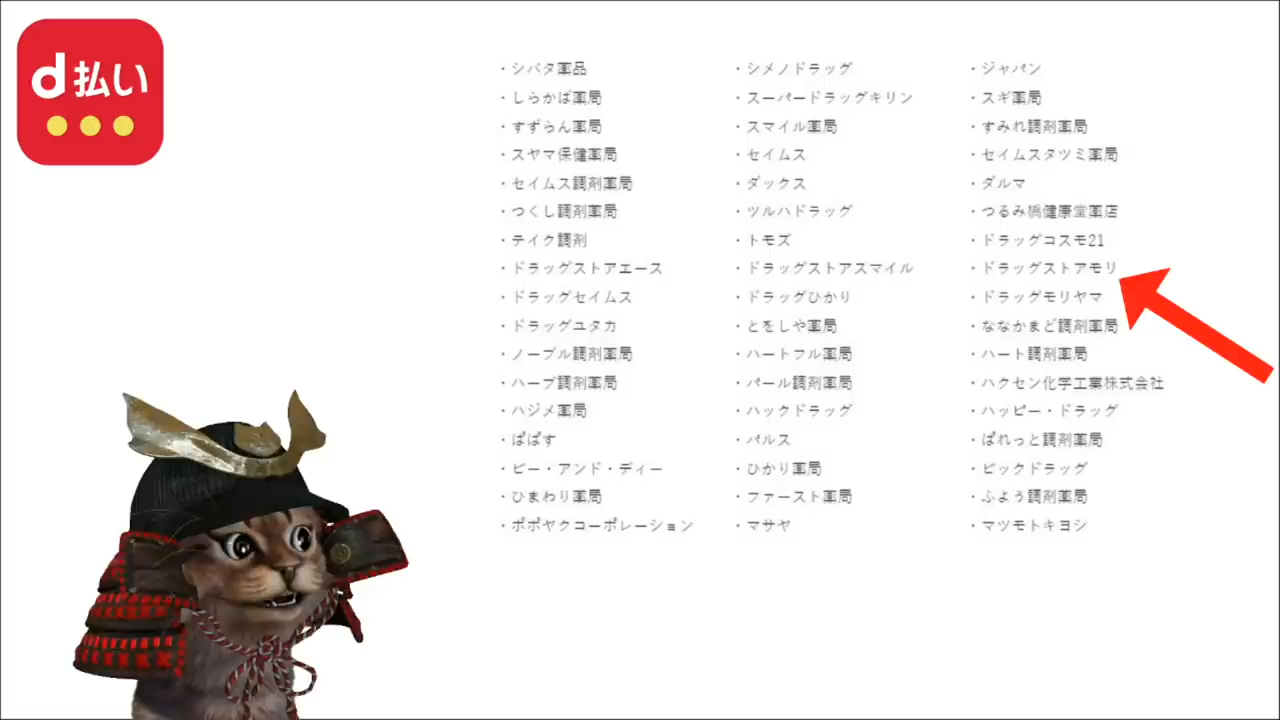 d払い
・シバタ薬品 ・シメノドラッグ ・ジャパン
・しらかば薬局 ・スーパードラッグキリン ・スギ薬局
・すずらん薬局 ・スマイル薬局 ・すみれ調剤薬局
・スヤマ保健薬局 ・セイムス ・セイムスタツミ薬局
・セイムス調剤薬局 ・ダックス ・ダルマ
・つくし調剤薬局 ・ツルハドラッグ ・つるみ橋健康堂薬店
・テイク調剤 ・トモズ ・ドラッグコスモ21
・ドラッグストアエース ・ドラッグストアスマイル ・ドラッグストアモリ
・ドラッグセイムス ・ドラッグひかり ・ドラッグモリヤマ
・ドラッグユタカ ・とをしや薬局 ・ななかまど調剤薬局
・ノーブル調剤薬局 ・ハートフル薬局 ・ハート調剤薬局
・ハーブ調剤薬局 ・パール調剤薬局 ・ハクセン化学工業株式会社
・ハジメ薬局 ・ハックドラッグ ・ハッピー・ドラッグ
・ぱぱす ・パルス ・ぱれっと調剤薬局
・ビー・アンド・ディー ・ひかり薬局 ・ビックドラッグ
・ひまわり薬局 ・ファースト薬局 ・ふよう調剤薬局
・ポポヤクコーポレーション ・マサヤ ・マツモトキヨシ